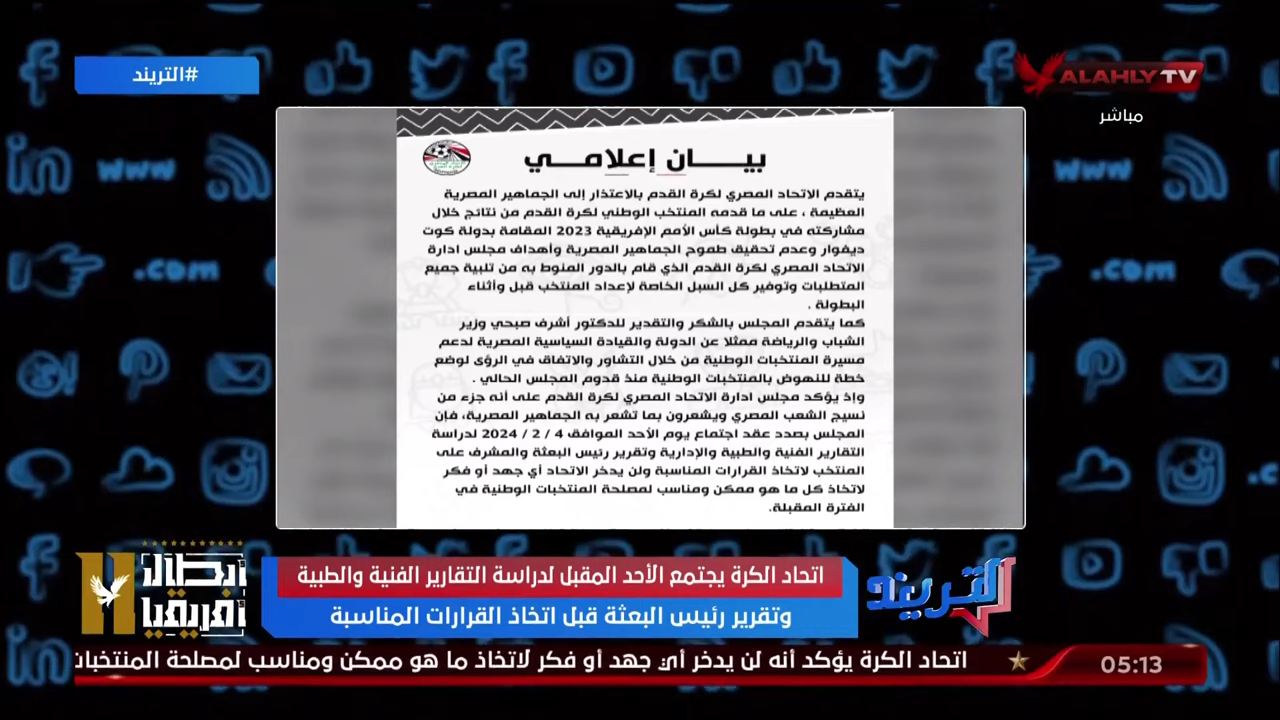 #التريند
ALAHLY TV
مباشر
بيـــان إعلامـــي
يتقدم الاتحاد المصري لكرة القدم بالاعتذار إلى الجماهير المصرية
العظيمة ، على ما قدمه المنتخب الوطني لكرة القدم من نتائج خلال
مشاركته في بطولة كأس الأمم الإفريقية 2023 المقامة بدولة كوت
ديفوار وعدم تحقيق طموح الجماهير المصرية وأهداف مجلس ادارة
الاتحاد المصري لكرة القدم الذي قام بالدور المنوط به من تلبية جميع
المتطلبات وتوفير كل السبل الخاصة لإعداد المنتخب قبل وأثناء
البطولة .
كما يتقدم المجلس بالشكر والتقدير للدكتور أشرف صبحي وزير
الشباب والرياضة ممثلا عن الدولة والقيادة السياسية المصرية لدعم
مسيرة المنتخبات الوطنية من خلال التشاور والاتفاق في الرؤى لوضع
خطة للنهوض بالمنتخبات الوطنية منذ قدوم المجلس الحالي .
وإذ يؤكد مجلس ادارة الاتحاد المصري لكرة القدم على أنه جزء من
نسيج الشعب المصري ويشعرون بما تشعر به الجماهير المصرية، فإن
المجلس بصدد عقد اجتماع يوم الأحد الموافق 4 / 2 / 2024 لدراسة
التقارير الفنية والطبية والإدارية وتقرير رئيس البعثة والمشرف على
المنتخب لاتخاذ القرارات المناسبة ولن يدخر الاتحاد أي جهد أو فكر
لاتخاذ كل ما هو ممكن ومناسب لمصلحة المنتخبات الوطنية في
الفترة المقبلة.
www
www
.com
.com
التريند
اتحاد الكرة يجتمع الأحد المقبل لدراسة التقارير الفنية والطبية
وتقرير رئيس البعثة قبل اتخاذ القرارات المناسبة
أبطال
أفريقيا
11
05:13
اتحاد الكرة يؤكد أنه لن يدخر أي جهد أو فكر لاتخاذ ما هو ممكن ومناسب لمصلحة المنتخبات